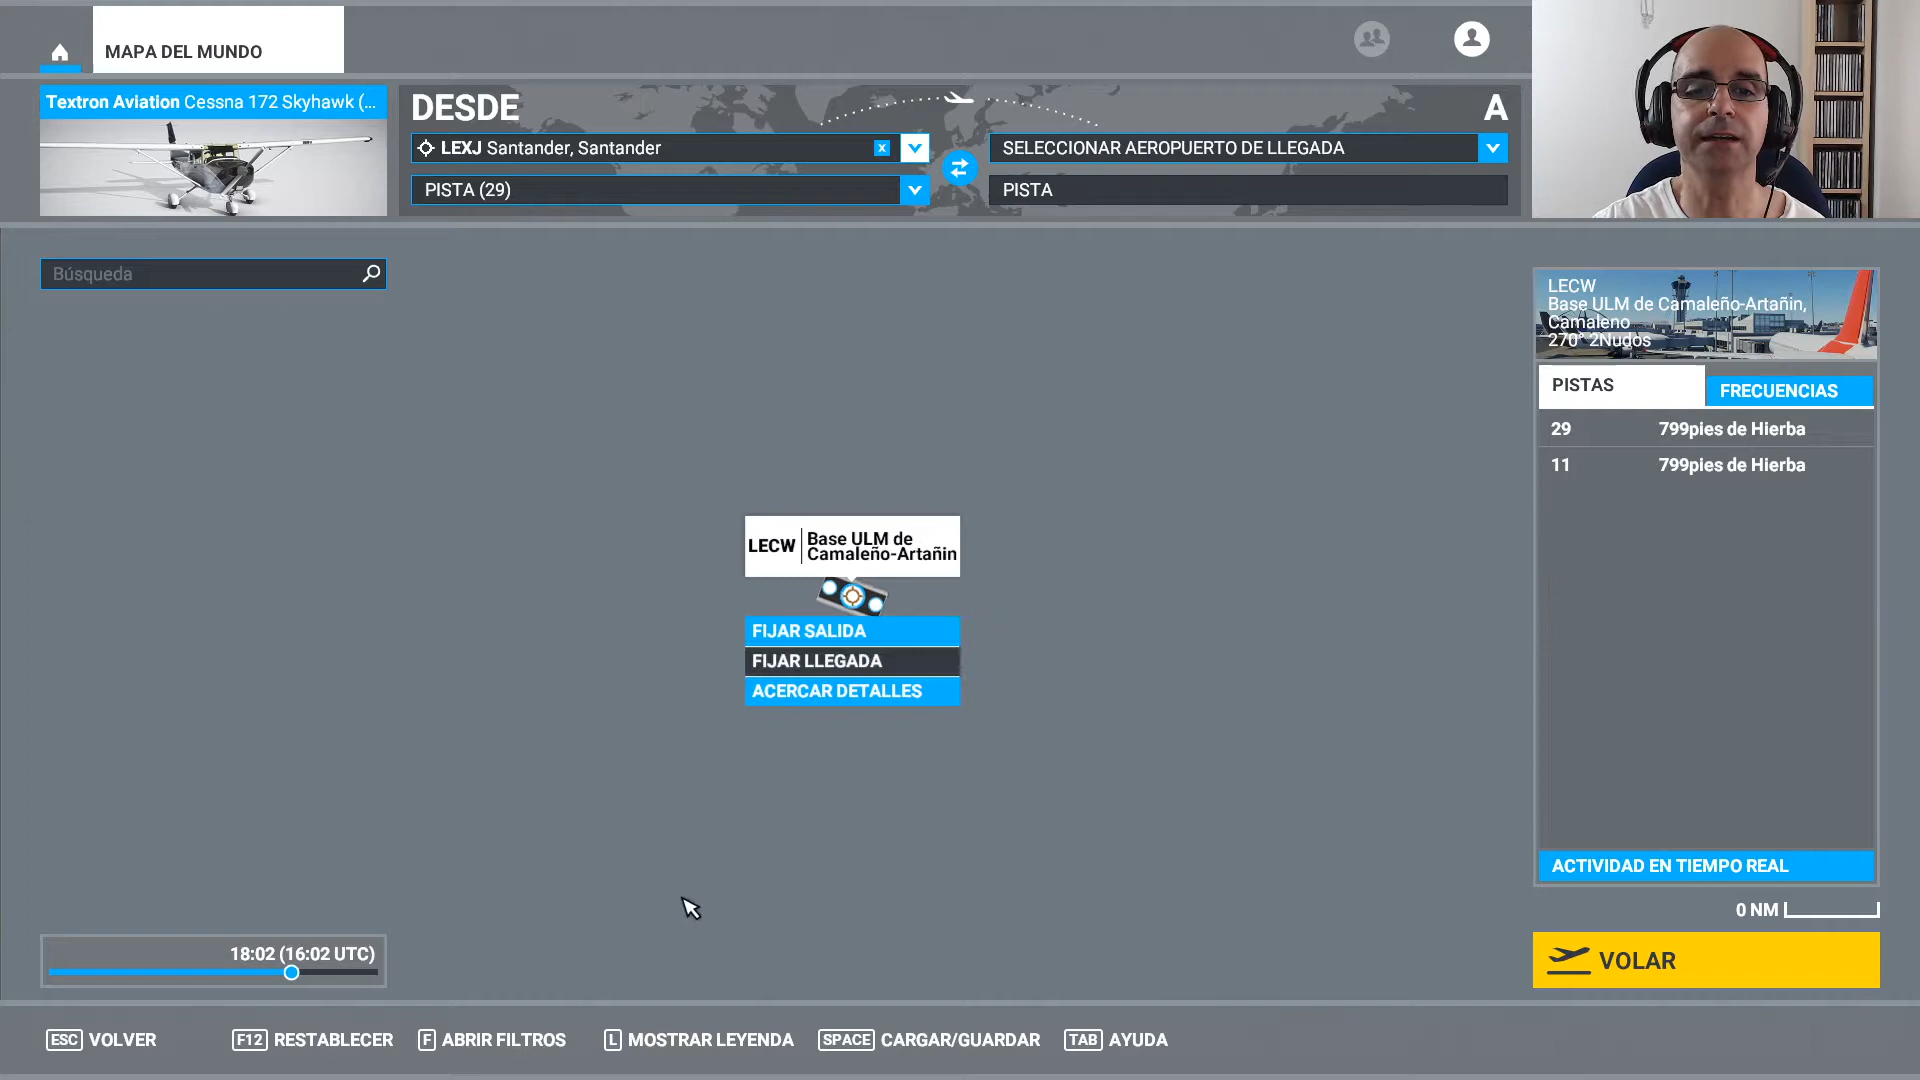 MAPA DEL MUNDO
Textron Aviation Cessna 172 Skyhawk (...
DESDE
A
LEXJ Santander, Santander
x
SELECCIONAR AEROPUERTO DE LLEGADA
PISTA (29)
PISTA
Búsqueda
LECW
Base ULM de Camaleño-Artañin,
Camaleno
270° 2Nudos
PISTAS
FRECUENCIAS
29 799pies de Hierba
11 799pies de Hierba
LECW
Base ULM de
Camaleño-Artañin
FIJAR SALIDA
FIJAR LLEGADA
ACERCAR DETALLES
ACTIVIDAD EN TIEMPO REAL
0 NM
18:02 (16:02 UTC)
VOLAR
ESC VOLVER
F12 RESTABLECER
F ABRIR FILTROS
L MOSTRAR LEYENDA
SPACE CARGAR/GUARDAR
TAB AYUDA